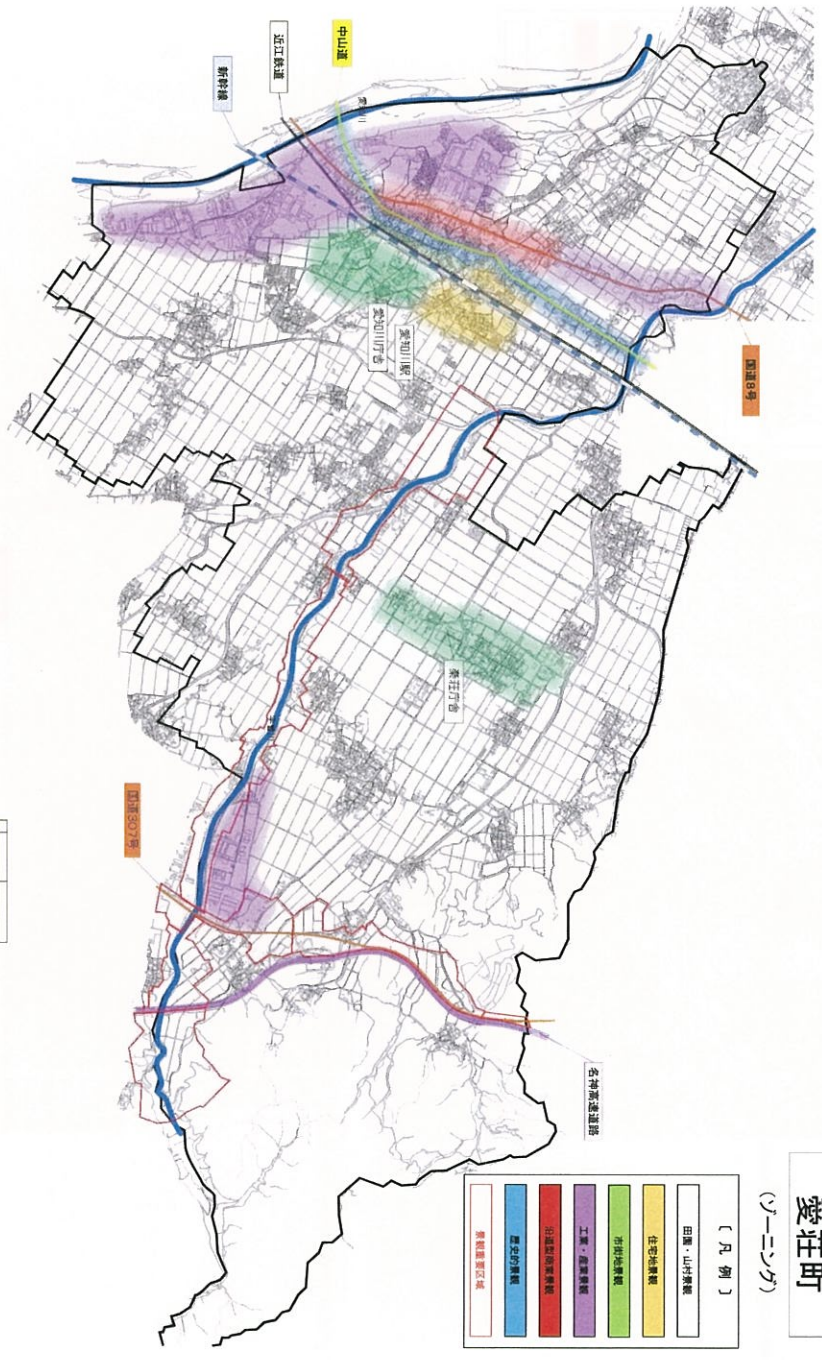 愛荘町
(ゾーニング)
〔 凡 例 〕
田園・山村景観
住宅地景観
市街地景観
工業・産業景観
沿道型商業景観
歴史的景観
景観重要区域
中山道
近江鉄道
新幹線
国道8号
愛知川駅
愛知川庁舎
秦荘庁舎
国道307号
名神高速道路